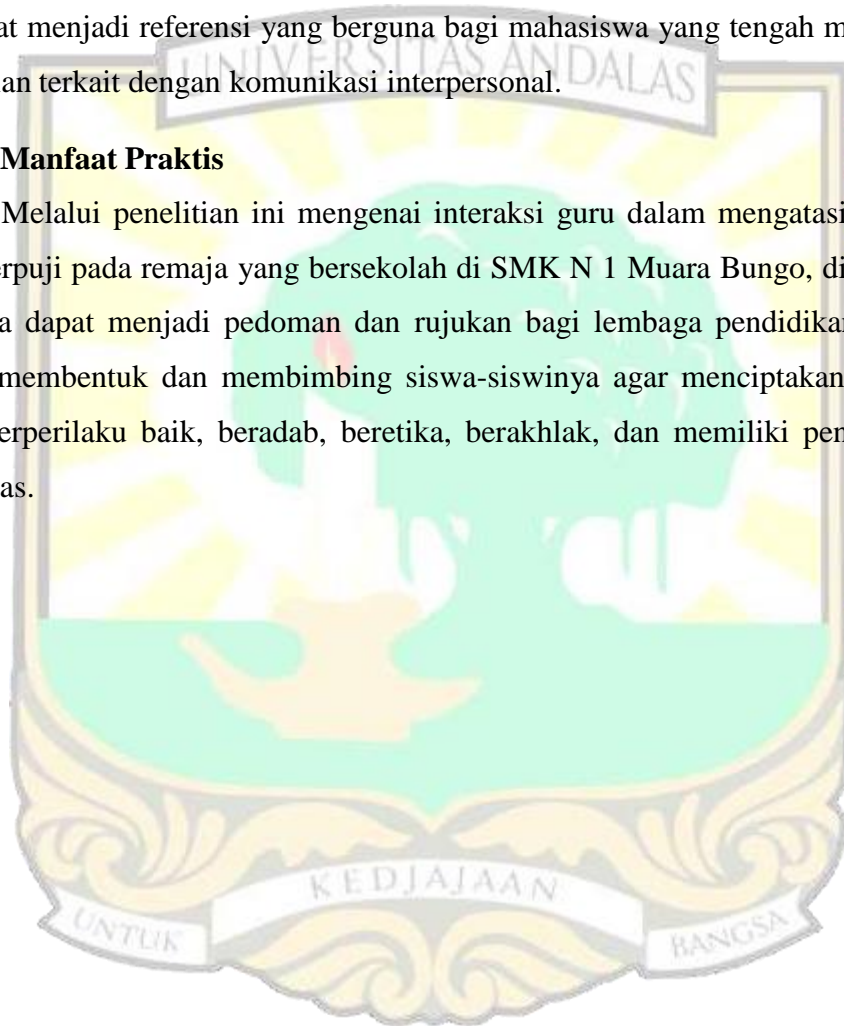 at menjadi referensi yang berguna bagi mahasiswa yang tengah m
an terkait dengan komunikasi interpersonal.
Manfaat Praktis
Melalui penelitian ini mengenai interaksi guru dalam mengatasi
erpuji pada remaja yang bersekolah di SMK N 1 Muara Bungo, di
a dapat menjadi pedoman dan rujukan bagi lembaga pendidikan
membentuk dan membimbing siswa-siswinya agar menciptakan
erperilaku baik, beradab, beretika, berakhlak, dan memiliki pen
as.
UNIVERSITAS ANDALAS
UNTUK KEDJAJAAN BANGSA